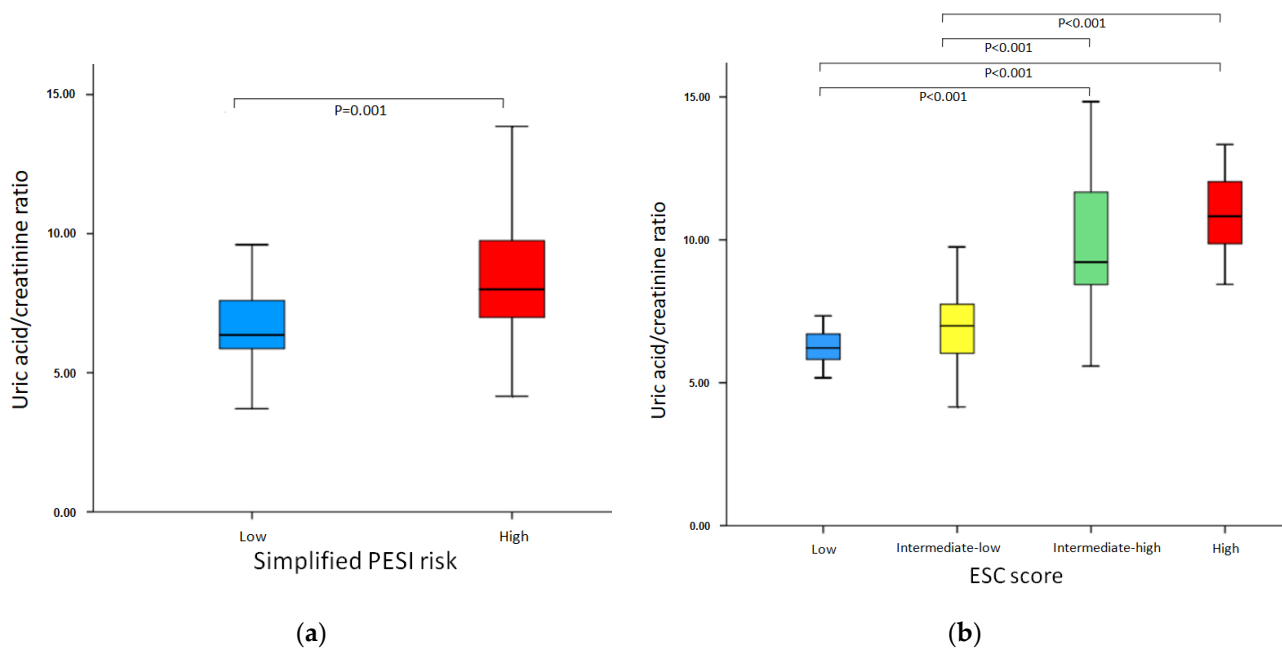 15.00
10.00
5.00
0.00
Uric acid/creatinine ratio
P=0.001
Low
High
Simplified PESI risk
(a)
P<0.001
P<0.001
P<0.001
P<0.001
15.00
10.00
5.00
0.00
Uric acid/creatinine ratio
Low
Intermediate-low
Intermediate-high
High
ESC score
(b)